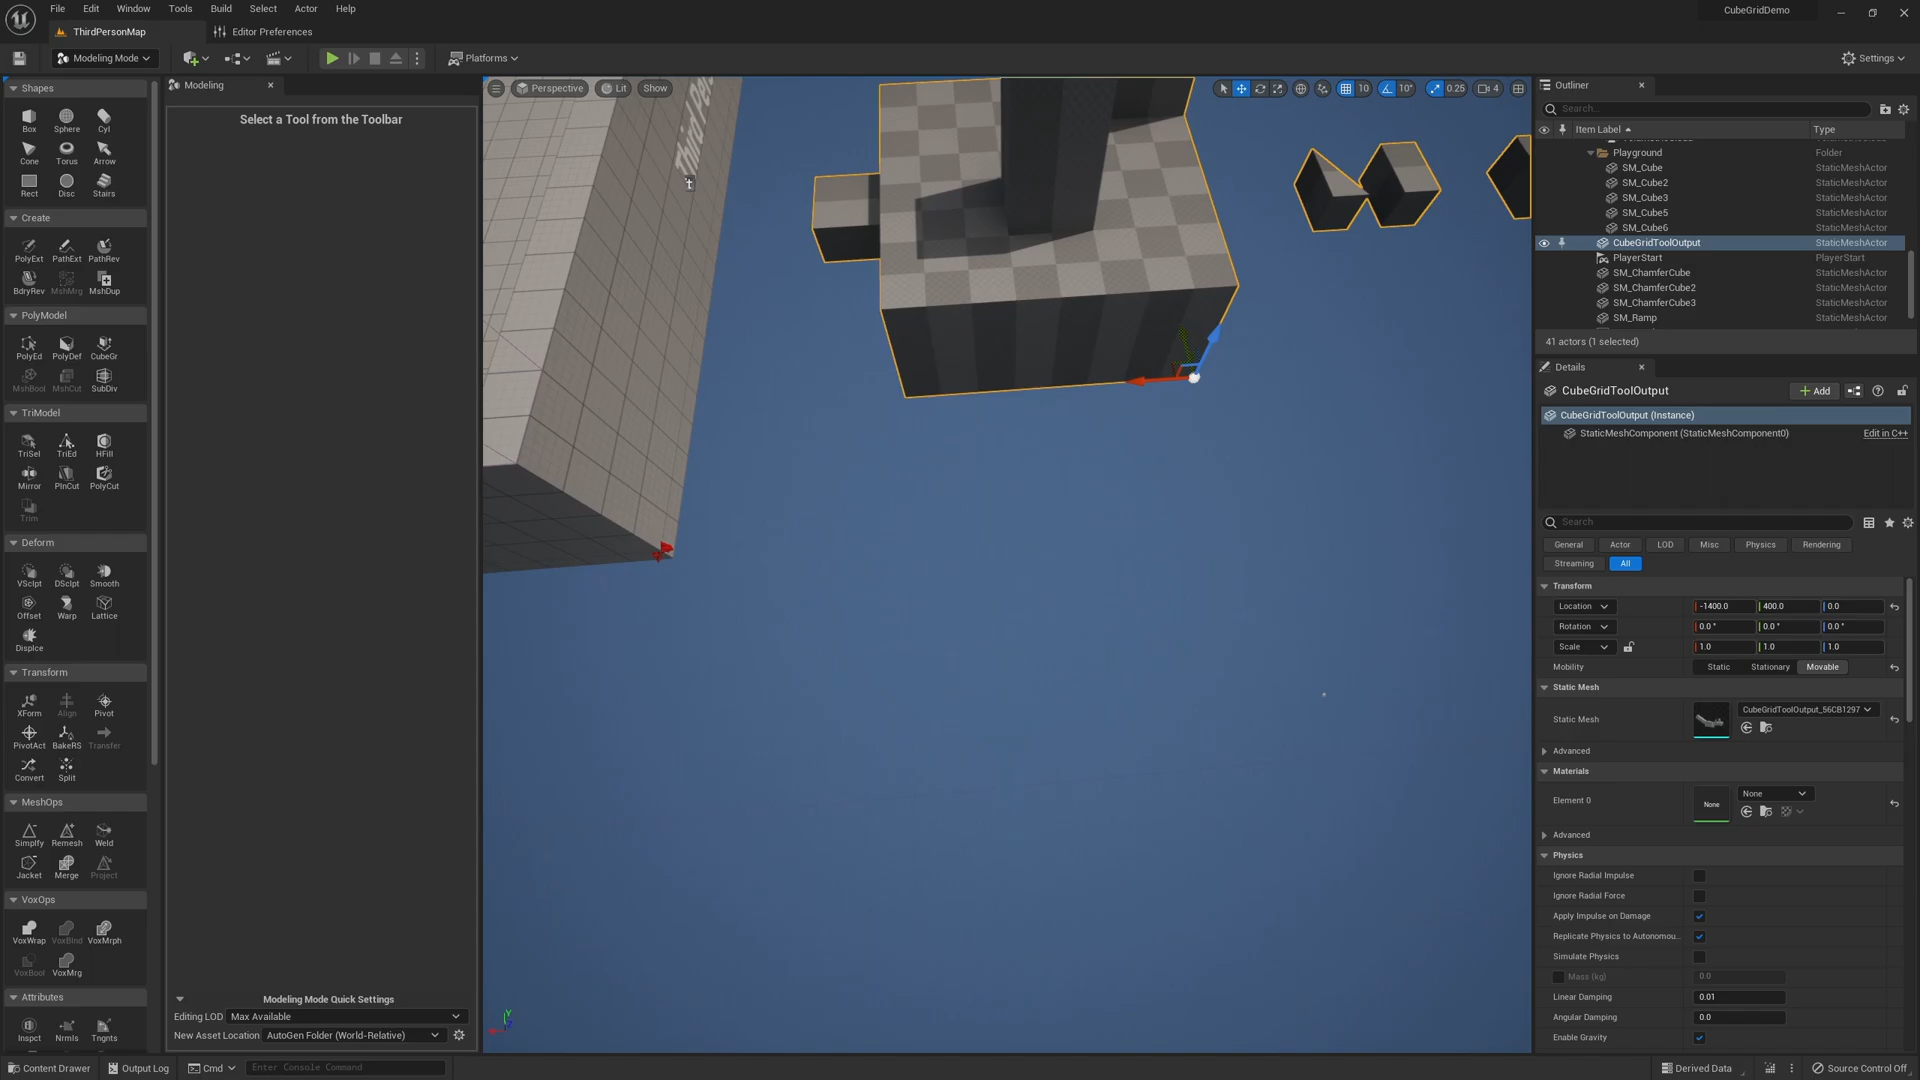 File Edit Window Tools Build Select Actor Help
CubeGridDemo
ThirdPersonMap
Editor Preferences
Modeling Mode
Platforms
Settings
Shapes
Box Sphere Cyl
Cone Torus Arrow
Rect Disc Stairs
Create
PolyExt PathExt PathRev
BdryRev MshMrg MshDup
PolyModel
PolyEd PolyDef CubeGr
MshBool MshCut SubDiv
TriModel
TriSel TriEd HFill
Mirror PlnCut PolyCut
Trim
Deform
VSclpt DSclpt Smooth
Offset Warp Lattice
Displce
Transform
XForm Align Pivot
PivotAct BakeRS Transfer
Convert Split
MeshOps
Simplfy Remesh Weld
Jacket Merge Project
VoxOps
VoxWrap VoxBlnd VoxMrph
VoxBool VoxMrg
Attributes
Inspct Nrmls Tngnts
Modeling
Select a Tool from the Toolbar
Modeling Mode Quick Settings
Editing LOD Max Available
New Asset Location AutoGen Folder (World-Relative)
Perspective Lit Show
10 10° 0.25 4
Outliner
Search...
Item Label Type
Playground Folder
SM_Cube StaticMeshActor
SM_Cube2 StaticMeshActor
SM_Cube3 StaticMeshActor
SM_Cube5 StaticMeshActor
SM_Cube6 StaticMeshActor
CubeGridToolOutput StaticMeshActor
PlayerStart PlayerStart
SM_ChamferCube StaticMeshActor
SM_ChamferCube2 StaticMeshActor
SM_ChamferCube3 StaticMeshActor
SM_Ramp StaticMeshActor
41 actors (1 selected)
Details
CubeGridToolOutput
Add
CubeGridToolOutput (Instance)
StaticMeshComponent (StaticMeshComponent0) Edit in C++
Search
General Actor LOD Misc Physics Rendering
Streaming All
Transform
Location -1400.0 400.0 0.0
Rotation 0.0 ° 0.0 ° 0.0 °
Scale 1.0 1.0 1.0
Mobility Static Stationary Movable
Static Mesh
Static Mesh CubeGridToolOutput_56CB1297
Advanced
Materials
Element 0 None None
Advanced
Physics
Ignore Radial Impulse
Ignore Radial Force
Apply Impulse on Damage
Replicate Physics to Autonomou...
Simulate Physics
Mass (kg) 0.0
Linear Damping 0.01
Angular Damping 0.0
Enable Gravity
Content Drawer Output Log Cmd Enter Console Command
Derived Data Source Control Off